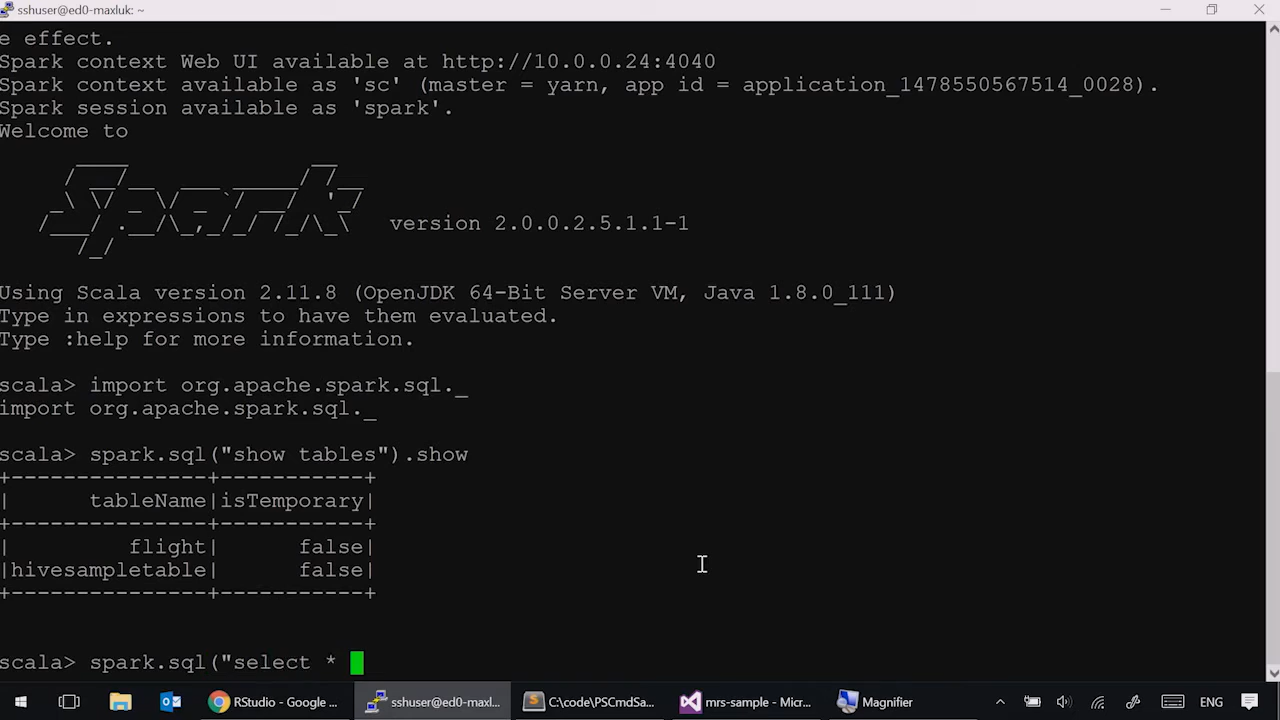 sshuser@ed0-maxluk: ~
e effect.
Spark context Web UI available at http://10.0.0.24:4040
Spark context available as 'sc' (master = yarn, app id = application_1478550567514_0028).
Spark session available as 'spark'.
Welcome to
Spark version 2.0.0.2.5.1.1-1
Using Scala version 2.11.8 (OpenJDK 64-Bit Server VM, Java 1.8.0_111)
Type in expressions to have them evaluated.
Type :help for more information.
scala> import org.apache.spark.sql._
import org.apache.spark.sql._
scala> spark.sql("show tables").show
+---------------+-----------+
|      tableName|isTemporary|
+---------------+-----------+
|         flight|      false|
|hivesampletable|      false|
+---------------+-----------+
scala> spark.sql("select *
RStudio - Google ... sshuser@ed0-maxl... C:\code\PSCmdSa... mrs-sample - Micr... Magnifier ENG